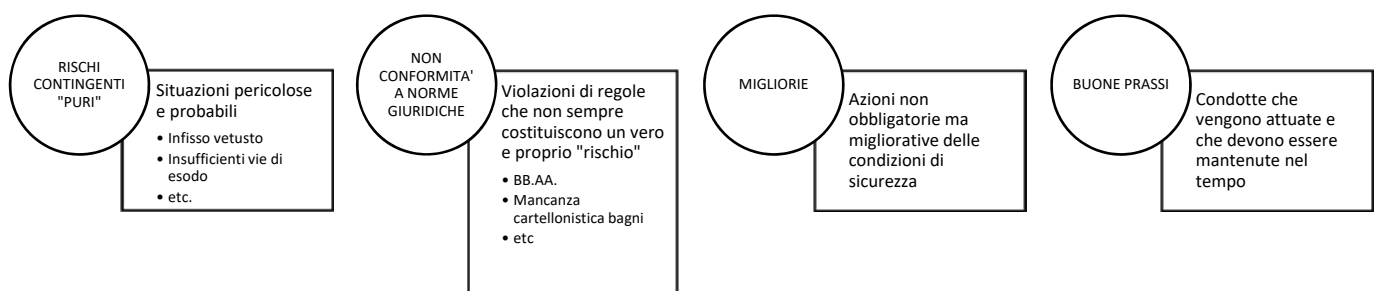 RISCHI
CONTINGENTI
"PURI"
Situazioni pericolose
e probabili
• Infisso vetusto
• Insufficienti vie di
esodo
• etc.
NON
CONFORMITA'
A NORME
GIURIDICHE
Violazioni di regole
che non sempre
costituiscono un vero
e proprio "rischio"
• BB.AA.
• Mancanza
cartellonistica bagni
• etc
MIGLIORIE
Azioni non
obbligatorie ma
migliorative delle
condizioni di
sicurezza
BUONE PRASSI
Condotte che
vengono attuate e
che devono essere
mantenute nel
tempo